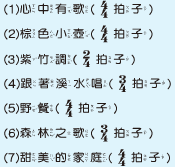 (1)心中有歌(4/4拍子)
(2)棕色小壺(4/4拍子)
(3)紫竹調(2/4拍子)
(4)跟著溪水唱(3/4拍子)
(5)野餐(4/4拍子)
(6)森林之歌(3/4拍子)
(7)甜美的家庭(4/4拍子)